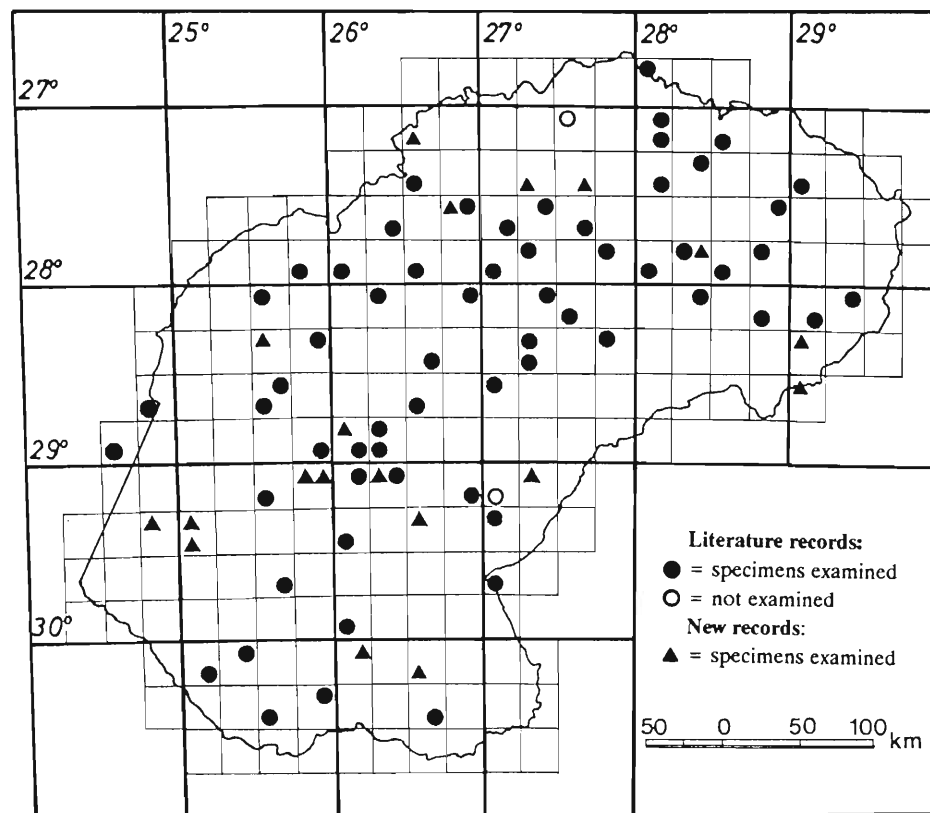 25° 26° 27° 28° 29°
27°
28°
29°
30°
Literature records:
● = specimens examined
○ = not examined
New records:
▲ = specimens examined
50 0 50 100 km